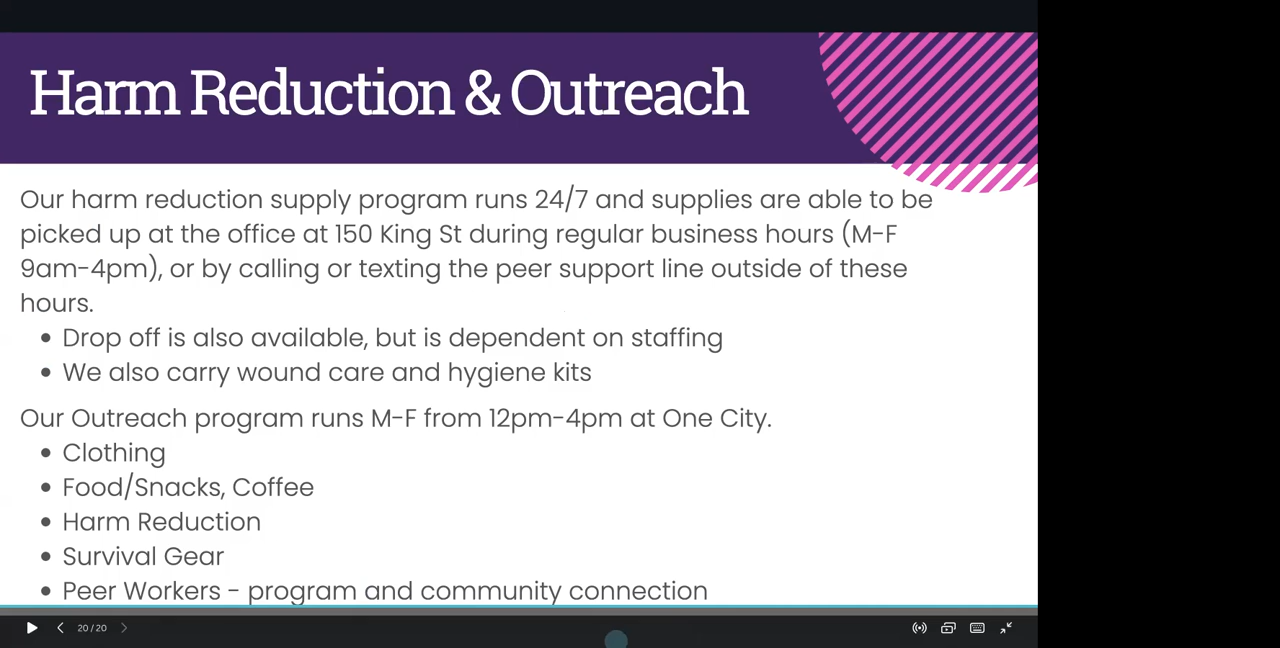 Harm Reduction & Outreach
Our harm reduction supply program runs 24/7 and supplies are able to be
picked up at the office at 150 King St during regular business hours (M-F
9am-4pm), or by calling or texting the peer support line outside of these
hours.
• Drop off is also available, but is dependent on staffing
• We also carry wound care and hygiene kits
Our Outreach program runs M-F from 12pm-4pm at One City.
• Clothing
• Food/Snacks, Coffee
• Harm Reduction
• Survival Gear
• Peer Workers - program and community connection
20 / 20